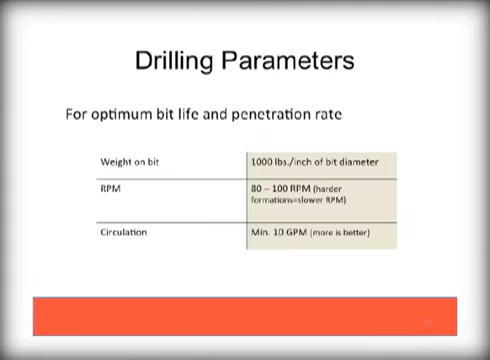 Drilling Parameters
For optimum bit life and penetration rate
Weight on bit
1000 lbs./inch of bit diameter
RPM
80 – 100 RPM (harder
formations=slower RPM)
Circulation
Min. 10 GPM (more is better)